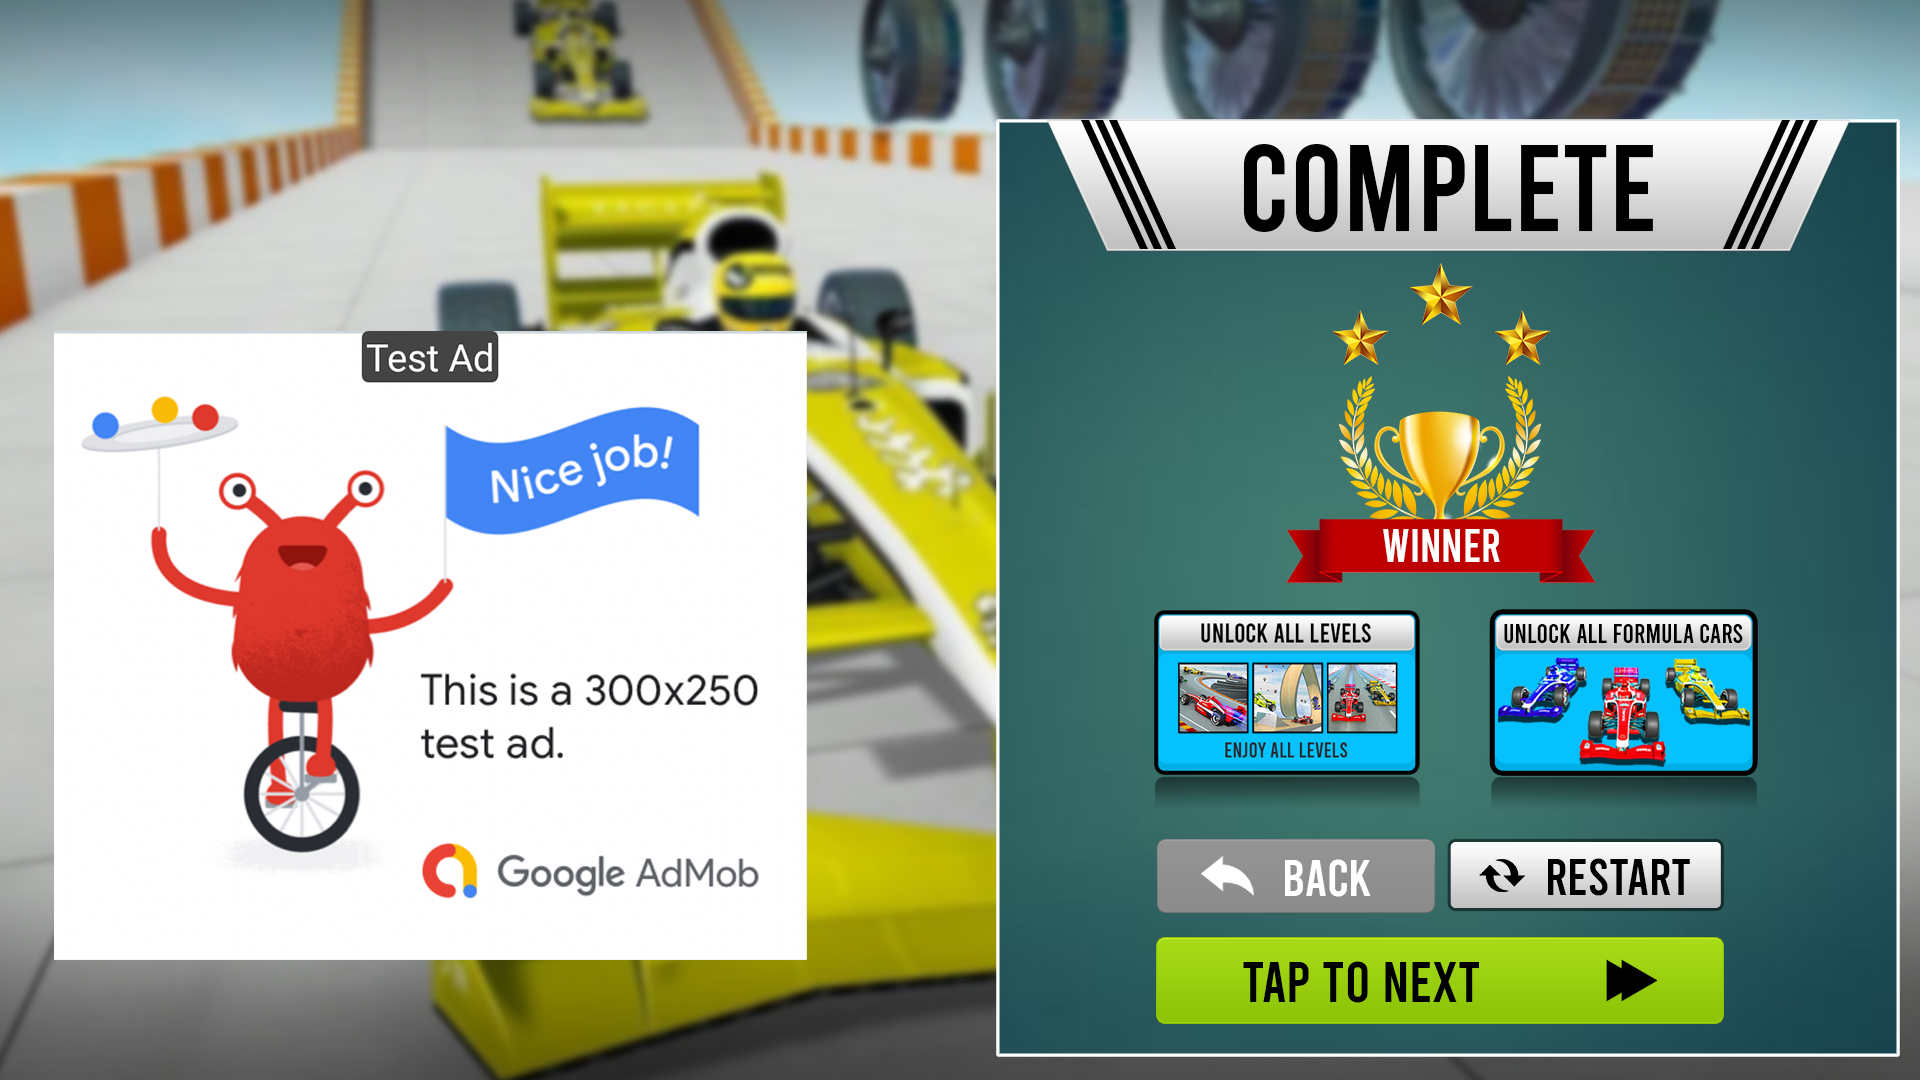 Test Ad
Nice job!
This is a 300x250
test ad.
Google AdMob
COMPLETE
WINNER
UNLOCK ALL LEVELS
ENJOY ALL LEVELS
UNLOCK ALL FORMULA CARS
BACK
RESTART
TAP TO NEXT